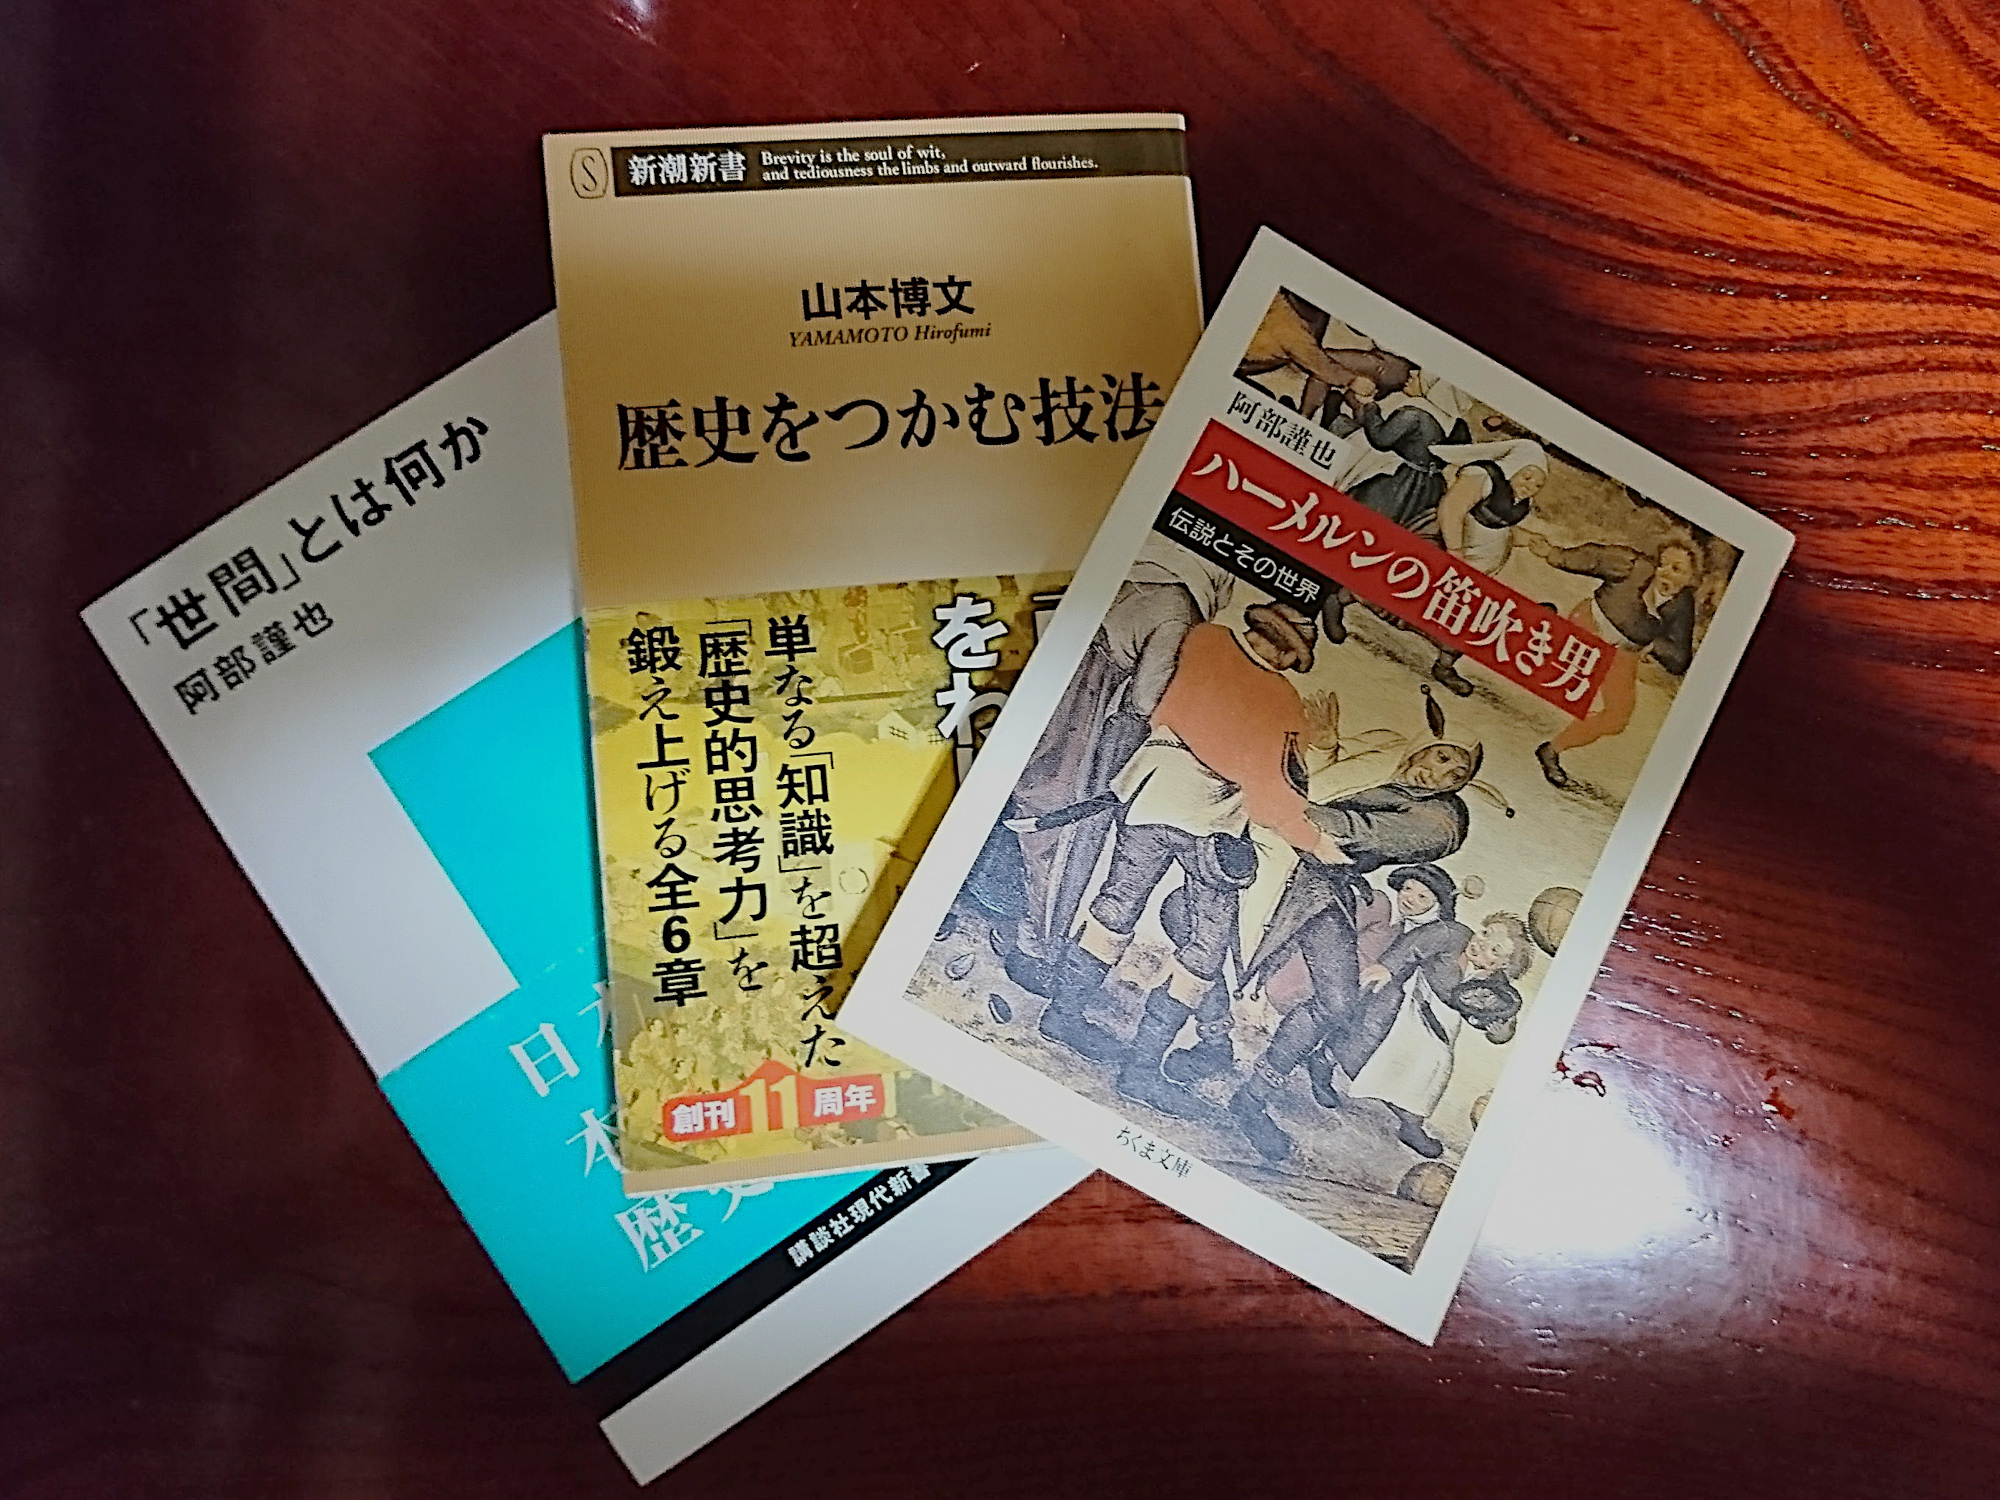 「世間」とは何か
阿部謹也
日本
本
歴史
講談社現代新書
新潮新書
Brevity is the soul of wit,
and tediousness the limbs and outward flourishes.
山本博文
YAMAMOTO Hirofumi
歴史をつかむ技法
をわ
単なる「知識」を超えた
「歴史的思考力」を
鍛え上げる全6章
創刊11周年
阿部謹也
ハーメルンの笛吹き男
伝説とその世界
ちくま文庫